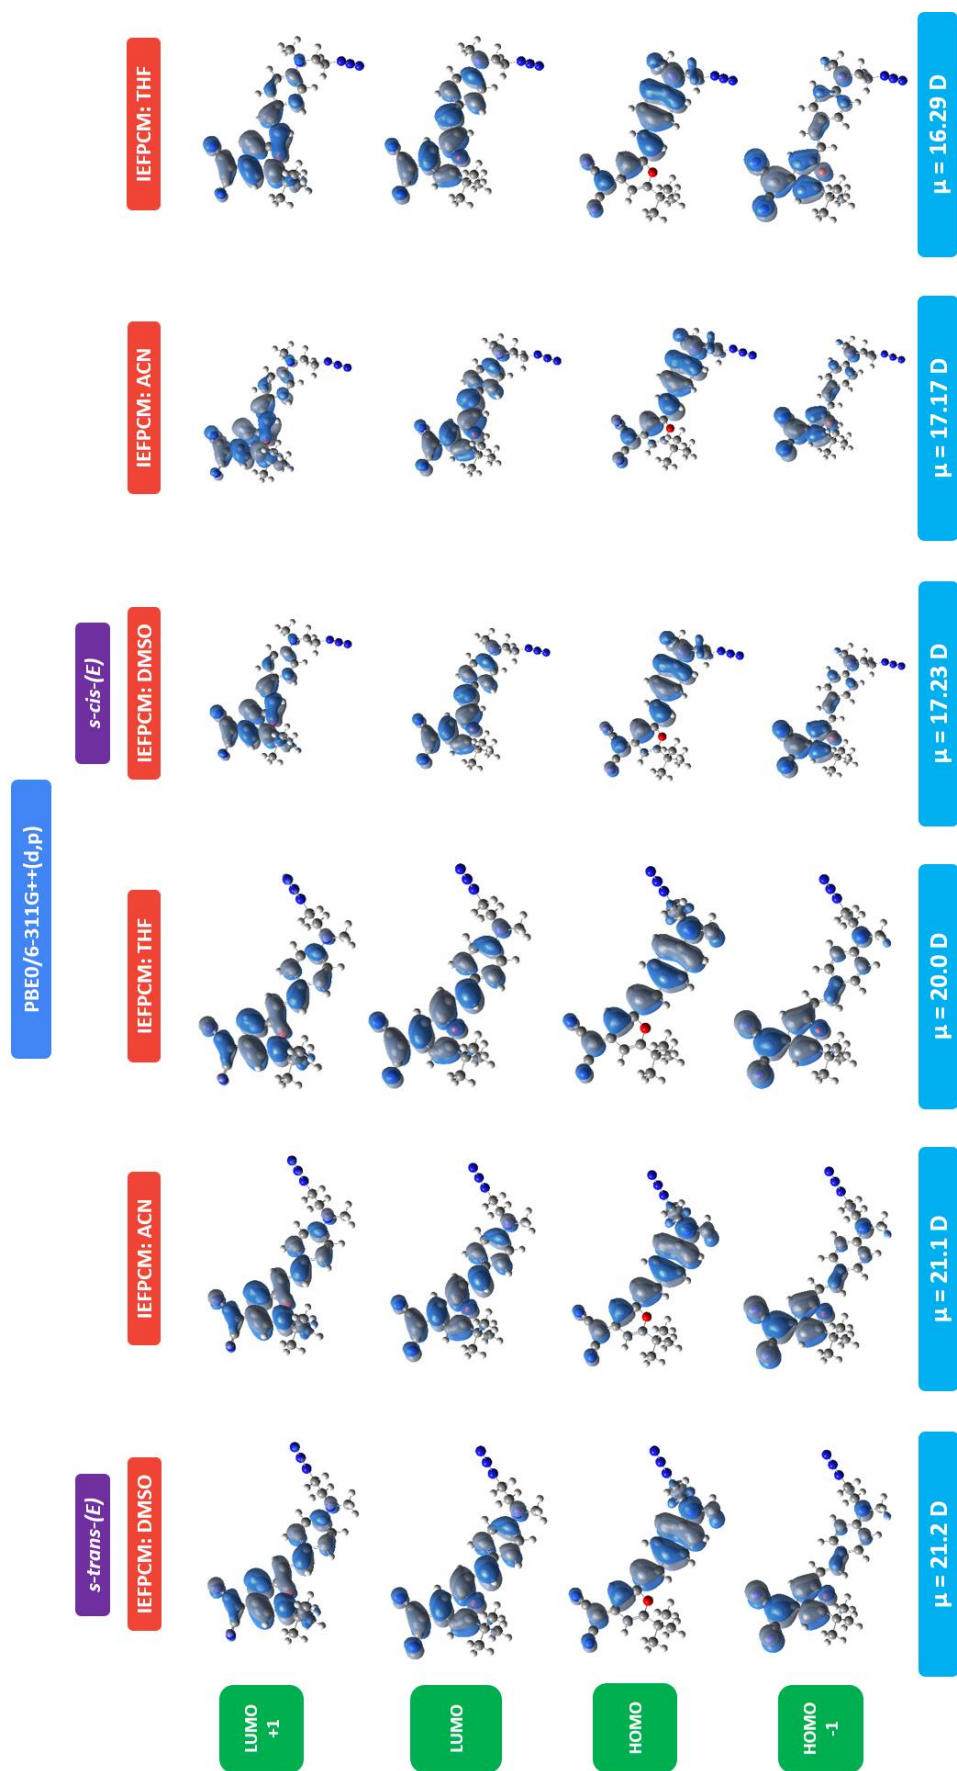 PBE0/6-311G++(d,p)
s-trans-(E)
s-cis-(E)
IEFPCM: DMSO
IEFPCM: ACN
IEFPCM: THF
IEFPCM: DMSO
IEFPCM: ACN
IEFPCM: THF
LUMO
+1
LUMO
HOMO
HOMO
-1
μ = 21.2 D
μ = 21.1 D
μ = 20.0 D
μ = 17.23 D
μ = 17.17 D
μ = 16.29 D